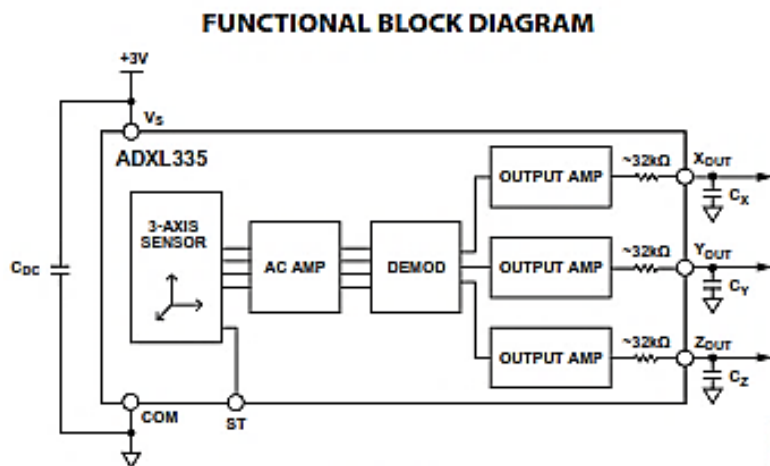 FUNCTIONAL BLOCK DIAGRAM
+3V
VS
ADXL335
3-AXIS
SENSOR
AC AMP
DEMOD
OUTPUT AMP
~32kΩ
XOUT
CX
OUTPUT AMP
~32kΩ
YOUT
CY
OUTPUT AMP
~32kΩ
ZOUT
CZ
CDC
COM
ST